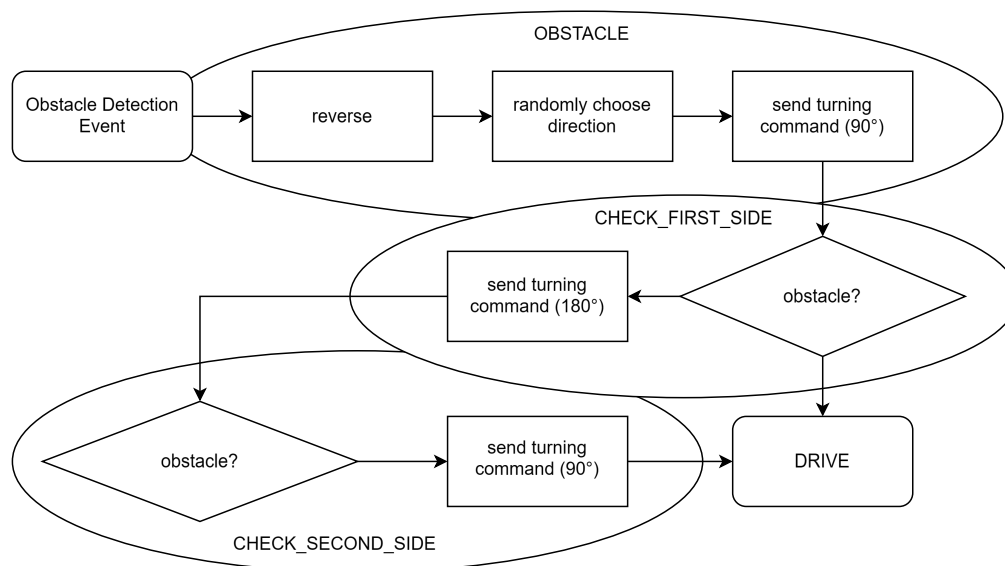 OBSTACLE
Obstacle Detection
Event
reverse
randomly choose
direction
send turning
command (90°)
CHECK_FIRST_SIDE
send turning
command (180°)
obstacle?
obstacle?
send turning
command (90°)
DRIVE
CHECK_SECOND_SIDE